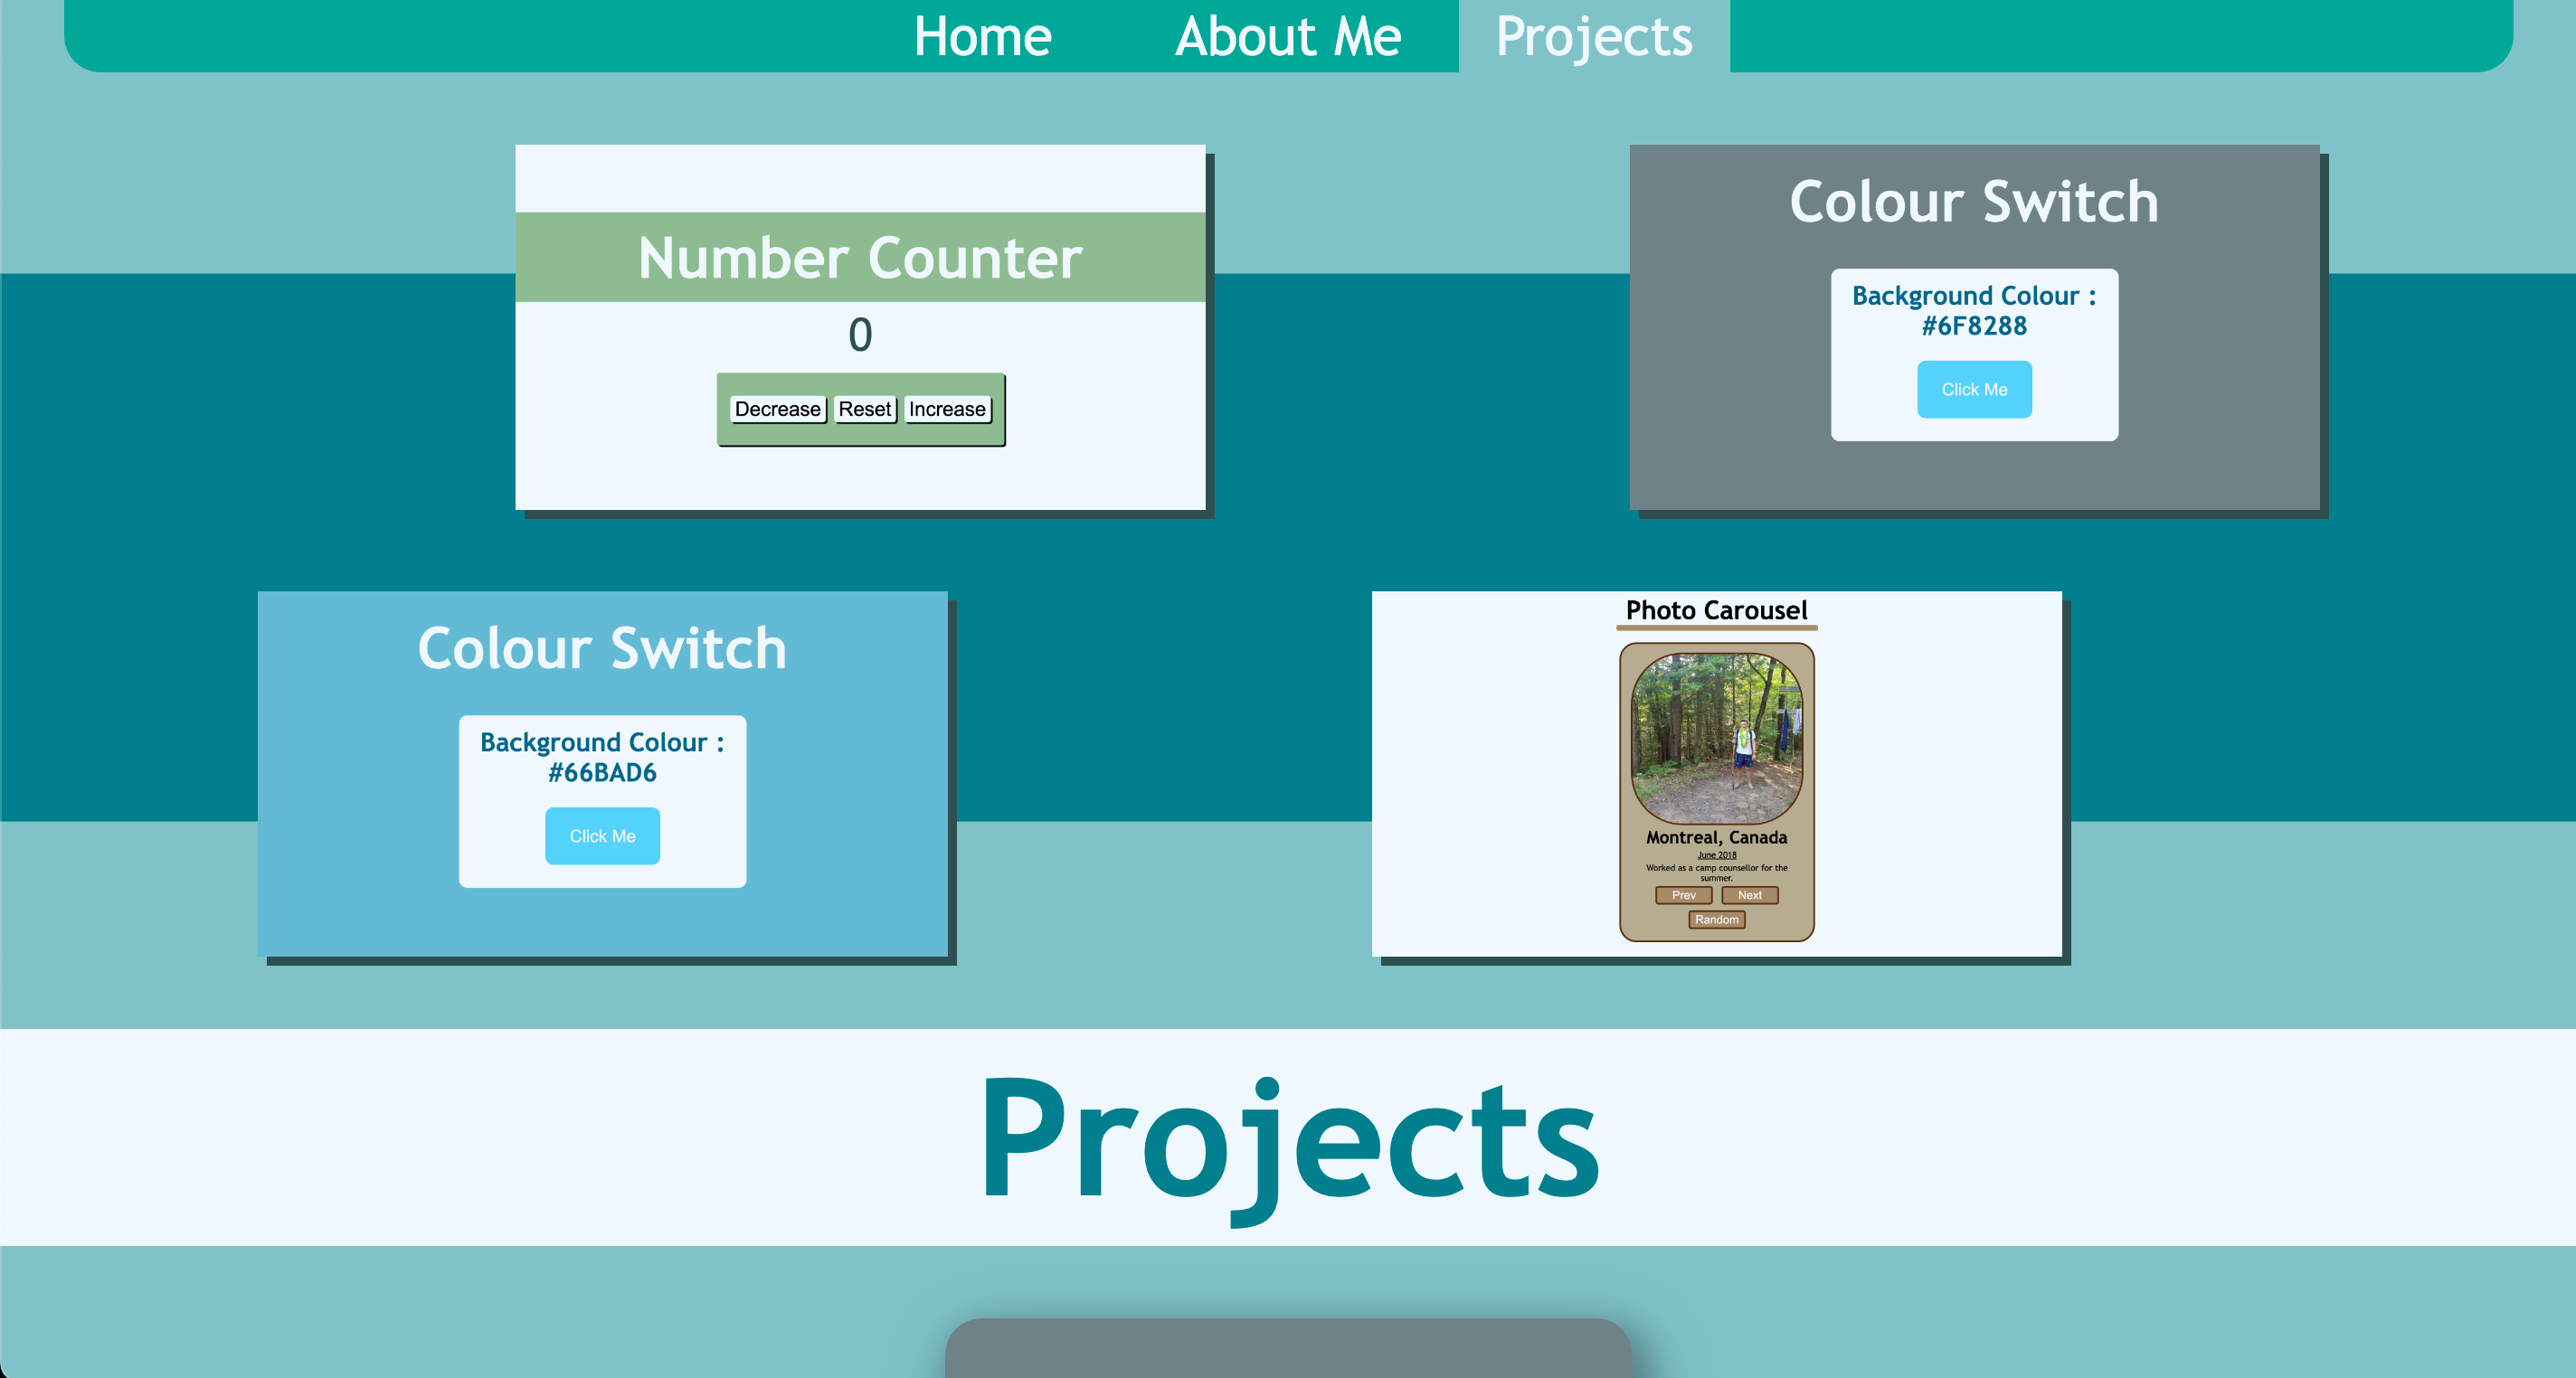 Home
About Me
Projects
Number Counter
0
Decrease
Reset
Increase
Colour Switch
Background Colour :
#6F8288
Click Me
Colour Switch
Background Colour :
#66BAD6
Click Me
Photo Carousel
Montreal, Canada
June 2018
Worked as a camp counsellor for the
summer.
Prev
Next
Random
Projects